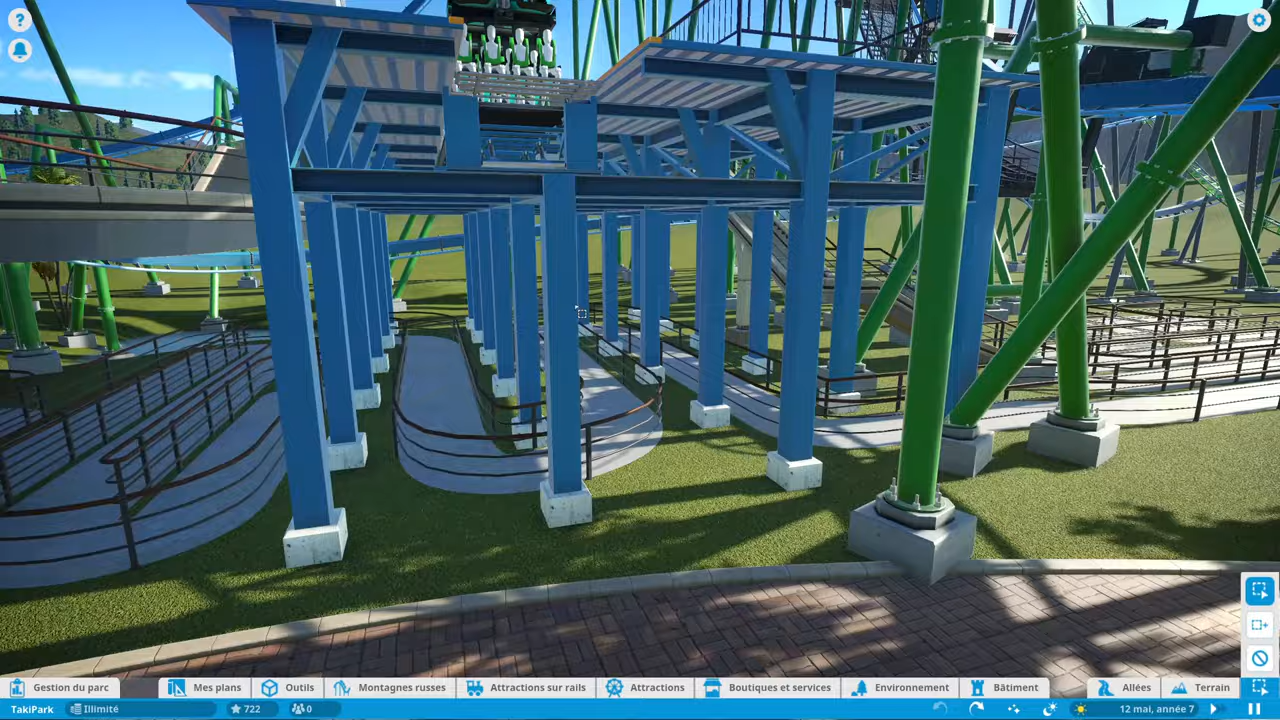 ?
Gestion du parc
Mes plans
Outils
Montagnes russes
Attractions sur rails
Attractions
Boutiques et services
Environnement
Bâtiment
Allées
Terrain
TakiPark
Illimité
722
0
12 mai, année 7